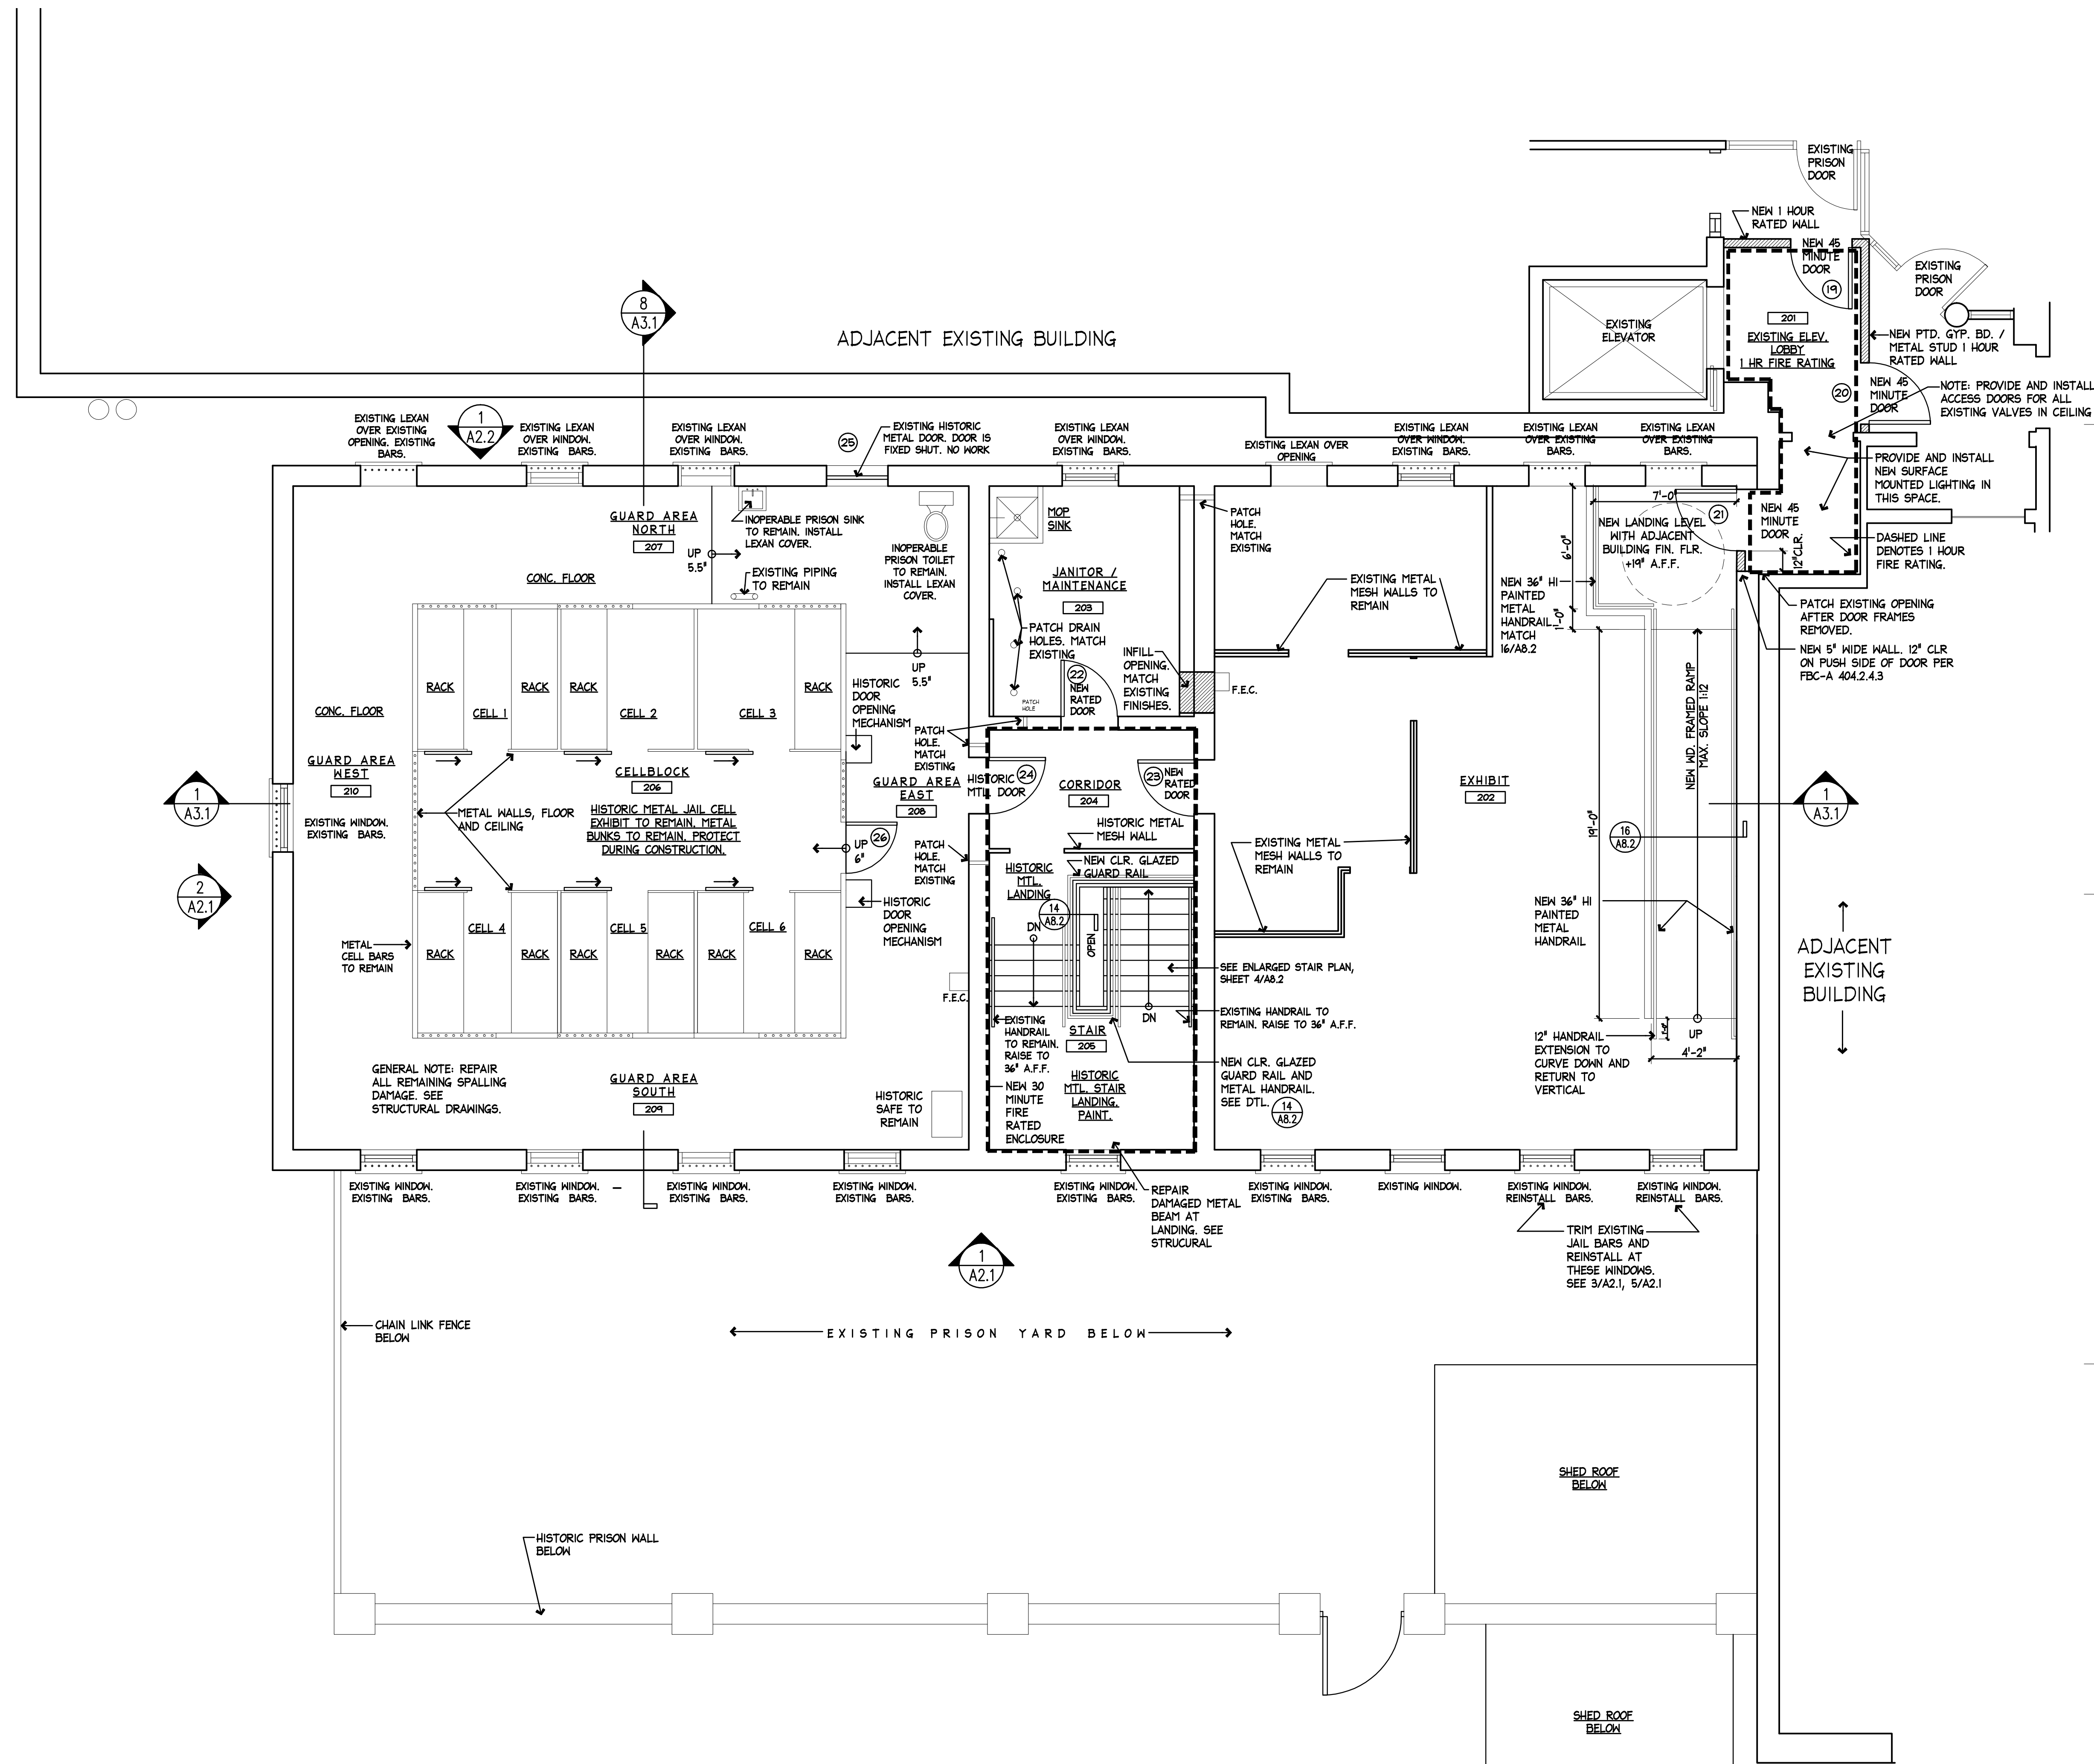 EXISTING
PRISON
DOOR
NEW 1 HOUR
RATED WALL
NEW 45
MINUTE
DOOR
19
EXISTING
PRISON
DOOR
8
A3.1
ADJACENT EXISTING BUILDING
EXISTING
ELEVATOR
201
EXISTING ELEV.
LOBBY
1 HR FIRE RATING
NEW PTD. GYP. BD. /
METAL STUD 1 HOUR
RATED WALL
20
NEW 45
MINUTE
DOOR
NOTE: PROVIDE AND INSTALL
ACCESS DOORS FOR ALL
EXISTING VALVES IN CEILING
EXISTING LEXAN
OVER EXISTING
OPENING. EXISTING
BARS.
1
A2.2
EXISTING LEXAN
OVER WINDOW.
EXISTING BARS.
EXISTING LEXAN
OVER WINDOW.
EXISTING BARS.
25
EXISTING HISTORIC
METAL DOOR. DOOR IS
FIXED SHUT. NO WORK
EXISTING LEXAN
OVER WINDOW.
EXISTING BARS.
EXISTING LEXAN OVER
OPENING
EXISTING LEXAN
OVER WINDOW.
EXISTING BARS.
EXISTING LEXAN
OVER EXISTING
BARS.
EXISTING LEXAN
OVER EXISTING
BARS.
PROVIDE AND INSTALL
NEW SURFACE
MOUNTED LIGHTING IN
THIS SPACE.
GUARD AREA
NORTH
207
INOPERABLE PRISON SINK
TO REMAIN. INSTALL
LEXAN COVER.
UP
5.5"
EXISTING PIPING
TO REMAIN
CONC. FLOOR
INOPERABLE
PRISON TOILET
TO REMAIN.
INSTALL LEXAN
COVER.
MOP
SINK
PATCH
HOLE.
MATCH
EXISTING
7'-0"
21
NEW LANDING LEVEL
WITH ADJACENT
BUILDING FIN. FLR.
+19" A.F.F.
6'-0"
NEW 45
MINUTE
DOOR
12"CLR.
DASHED LINE
DENOTES 1 HOUR
FIRE RATING.
JANITOR /
MAINTENANCE
203
EXISTING METAL
MESH WALLS TO
REMAIN
NEW 36" HI
PAINTED
METAL
HANDRAIL.
MATCH
16/A8.2
1'-0"
PATCH EXISTING OPENING
AFTER DOOR FRAMES
REMOVED.
NEW 5" WIDE WALL. 12" CLR
ON PUSH SIDE OF DOOR PER
FBC-A 404.2.4.3
PATCH DRAIN
HOLES. MATCH
EXISTING
UP
5.5"
22
NEW
RATED
DOOR
INFILL
OPENING.
MATCH
EXISTING
FINISHES.
F.E.C.
PATCH
HOLE
RACK
RACK
RACK
RACK
CELL 1
CELL 2
CELL 3
CONC. FLOOR
HISTORIC
DOOR
OPENING
MECHANISM
PATCH
HOLE.
MATCH
EXISTING
NEW WD. FRAMED RAMP
MAX. SLOPE 1:12
GUARD AREA
WEST
210
CELLBLOCK
206
HISTORIC METAL JAIL CELL
EXHIBIT TO REMAIN. METAL
BUNKS TO REMAIN. PROTECT
DURING CONSTRUCTION.
METAL WALLS, FLOOR
AND CEILING
GUARD AREA
EAST
208
HISTORIC
MTL. DOOR
24
CORRIDOR
204
23
NEW
RATED
DOOR
EXHIBIT
202
1
A3.1
1
A3.1
EXISTING WINDOW.
EXISTING BARS.
UP
6"
26
PATCH
HOLE.
MATCH
EXISTING
HISTORIC METAL
MESH WALL
NEW CLR. GLAZED
GUARD RAIL
EXISTING METAL
MESH WALLS TO
REMAIN
19'-0"
16
A8.2
2
A2.1
HISTORIC
MTL.
LANDING
14
A8.2
DN
OPEN
HISTORIC
DOOR
OPENING
MECHANISM
NEW 36" HI
PAINTED
METAL
HANDRAIL
CELL 4
CELL 5
CELL 6
METAL
CELL BARS
TO REMAIN
RACK
RACK
RACK
RACK
RACK
RACK
ADJACENT
EXISTING
BUILDING
SEE ENLARGED STAIR PLAN,
SHEET 4/A8.2
F.E.C.
DN
EXISTING HANDRAIL TO
REMAIN. RAISE TO 36" A.F.F.
EXISTING
HANDRAIL
TO REMAIN.
RAISE TO
36" A.F.F.
STAIR
205
UP
4'-2"
12" HANDRAIL
EXTENSION TO
CURVE DOWN AND
RETURN TO
VERTICAL
GENERAL NOTE: REPAIR
ALL REMAINING SPALLING
DAMAGE. SEE
STRUCTURAL DRAWINGS.
GUARD AREA
SOUTH
209
HISTORIC
SAFE TO
REMAIN
NEW 30
MINUTE
FIRE
RATED
ENCLOSURE
HISTORIC
MTL. STAIR
LANDING.
PAINT.
NEW CLR. GLAZED
GUARD RAIL AND
METAL HANDRAIL.
SEE DTL.
14
A8.2
EXISTING WINDOW.
EXISTING BARS.
EXISTING WINDOW.
EXISTING BARS.
EXISTING WINDOW.
EXISTING BARS.
EXISTING WINDOW.
EXISTING BARS.
EXISTING WINDOW.
EXISTING BARS.
REPAIR
DAMAGED METAL
BEAM AT
LANDING. SEE
STRUCURAL
EXISTING WINDOW.
EXISTING BARS.
EXISTING WINDOW.
EXISTING WINDOW.
REINSTALL BARS.
EXISTING WINDOW.
REINSTALL BARS.
TRIM EXISTING
JAIL BARS AND
REINSTALL AT
THESE WINDOWS.
SEE 3/A2.1, 5/A2.1
1
A2.1
CHAIN LINK FENCE
BELOW
EXISTING PRISON YARD BELOW
SHED ROOF
BELOW
HISTORIC PRISON WALL
BELOW
SHED ROOF
BELOW